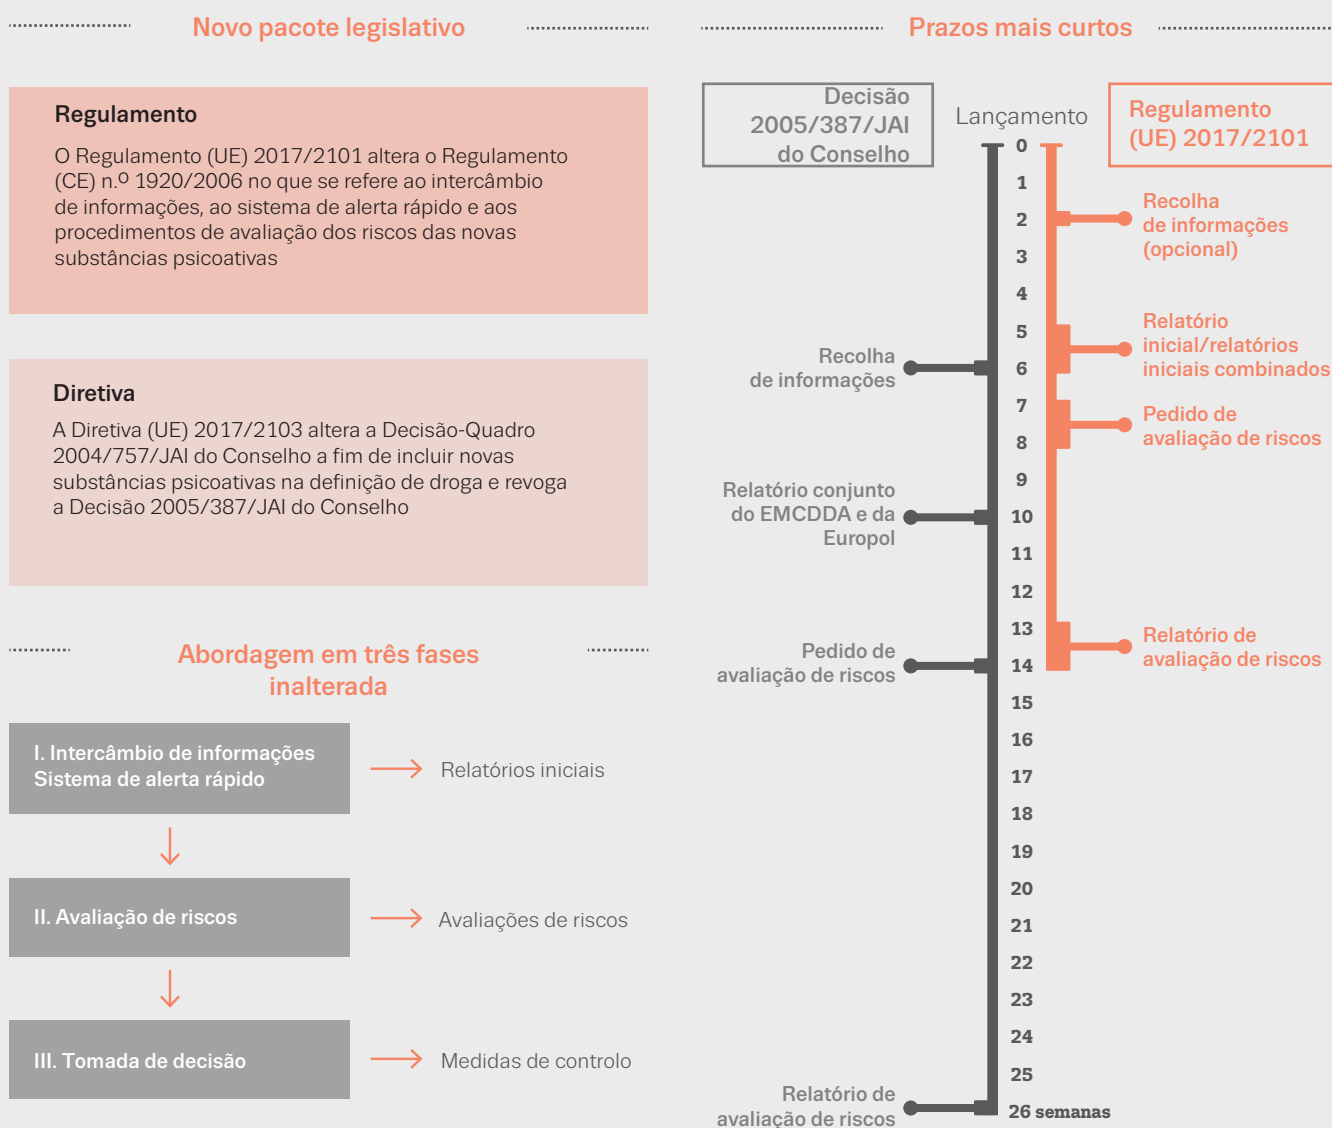 Novo pacote legislativo
Regulamento
O Regulamento (UE) 2017/2101 altera o Regulamento
(CE) n.º 1920/2006 no que se refere ao intercâmbio
de informações, ao sistema de alerta rápido e aos
procedimentos de avaliação dos riscos das novas
substâncias psicoativas
Diretiva
A Diretiva (UE) 2017/2103 altera a Decisão-Quadro
2004/757/JAI do Conselho a fim de incluir novas
substâncias psicoativas na definição de droga e revoga
a Decisão 2005/387/JAI do Conselho
Abordagem em três fases
inalterada
I. Intercâmbio de informações
Sistema de alerta rápido
Relatórios iniciais
II. Avaliação de riscos
Avaliações de riscos
III. Tomada de decisão
Medidas de controlo
Prazos mais curtos
Decisão
2005/387/JAI
do Conselho
Lançamento
Regulamento
(UE) 2017/2101
0
1
2
3
4
5
6
7
8
9
10
11
12
13
14
15
16
17
18
19
20
21
22
23
24
25
26 semanas
Recolha
de informações
Relatório conjunto
do EMCDDA e da
Europol
Pedido de
avaliação de riscos
Relatório de
avaliação de riscos
Recolha
de informações
(opcional)
Relatório
inicial/relatórios
iniciais combinados
Pedido de
avaliação de riscos
Relatório de
avaliação de riscos